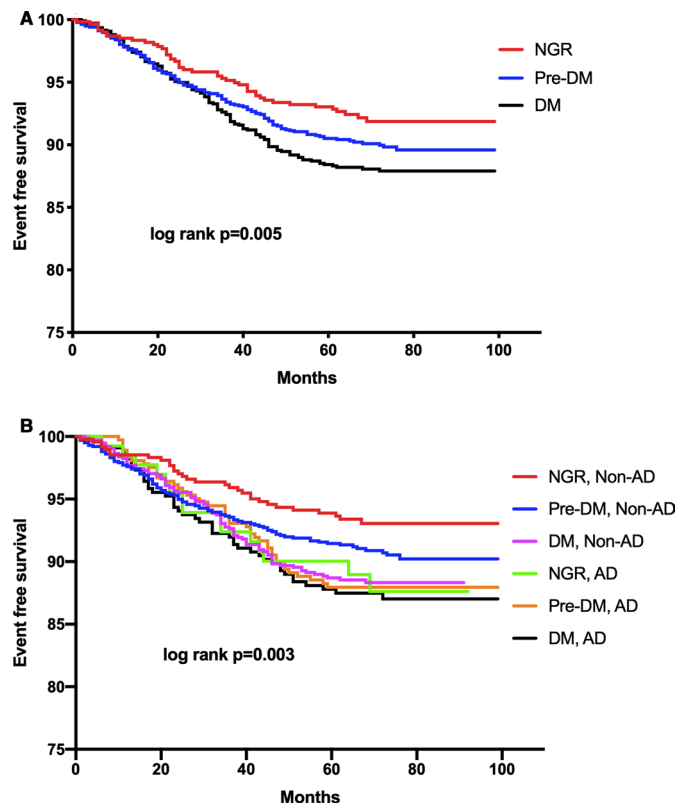 A
100
95
90
85
80
75
Event free survival
NGR
Pre-DM
DM
log rank p=0.005
0 20 40 60 80 100
Months
B
100
95
90
85
80
75
Event free survival
NGR, Non-AD
Pre-DM, Non-AD
DM, Non-AD
NGR, AD
Pre-DM, AD
DM, AD
log rank p=0.003
0 20 40 60 80 100
Months